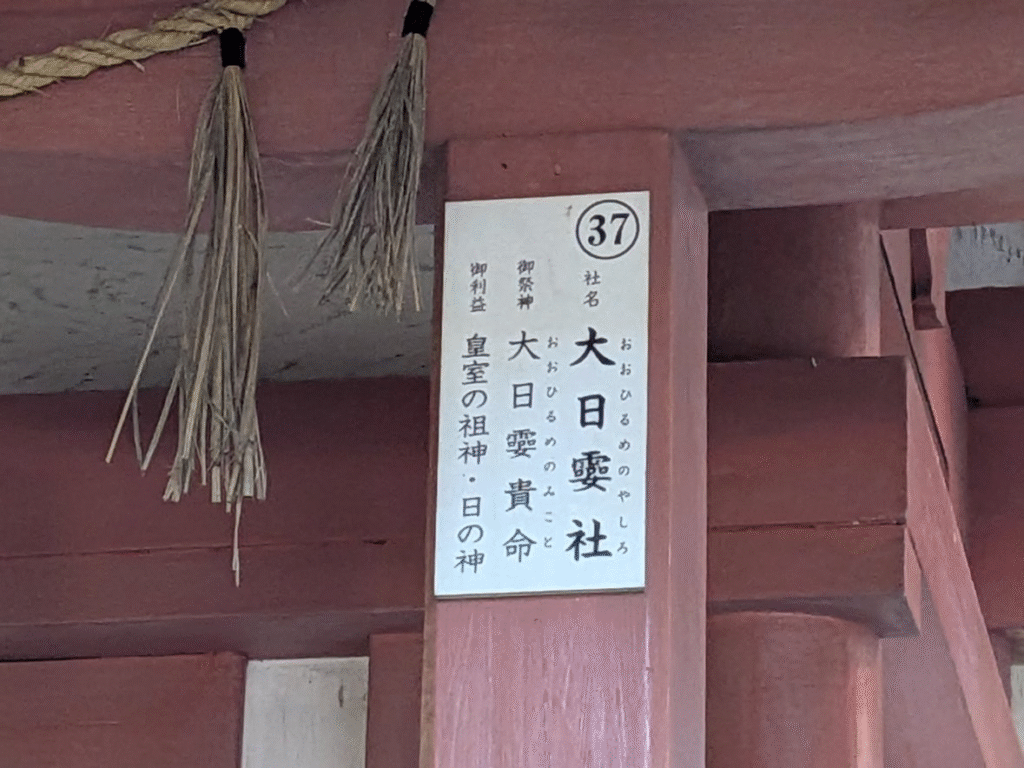 37
社名 大日孁社
おおひるめのやしろ
御祭神 大日孁貴命
おおひるめのみこと
御利益 皇室の祖神・日の神